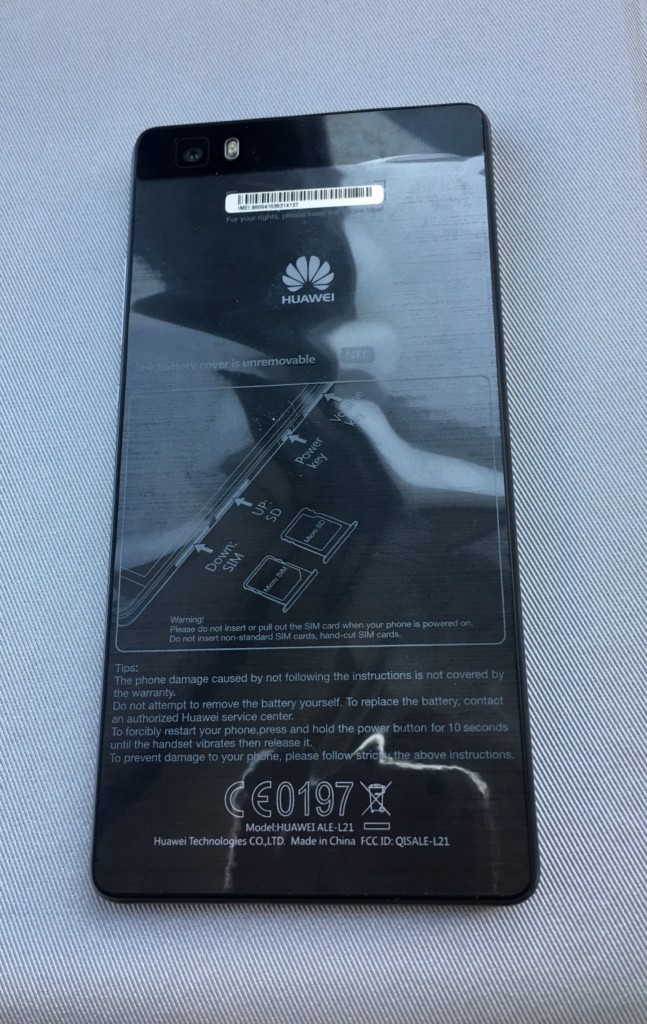 For your rights, please keep the
HUAWEI
The battery cover is unremovable
NFC
Power
key
UP:
SD
Down:
SIM
Micro SD
Micro SIM
Warning:
Please do not insert or pull out the SIM card when your phone is powered on.
Do not insert non-standard SIM cards, hand-cut SIM cards.
Tips:
The phone damage caused by not following the instructions is not covered by
the warranty.
Do not attempt to remove the battery yourself. To replace the battery, contact
an authorized Huawei service center.
To forcibly restart your phone,press and hold the power button for 10 seconds
until the handset vibrates then release it.
To prevent damage to your phone, please follow strictly the above instructions.
CE0197
Model:HUAWEI ALE-L21
Huawei Technologies CO.,LTD. Made in China FCC ID: QISALE-L21